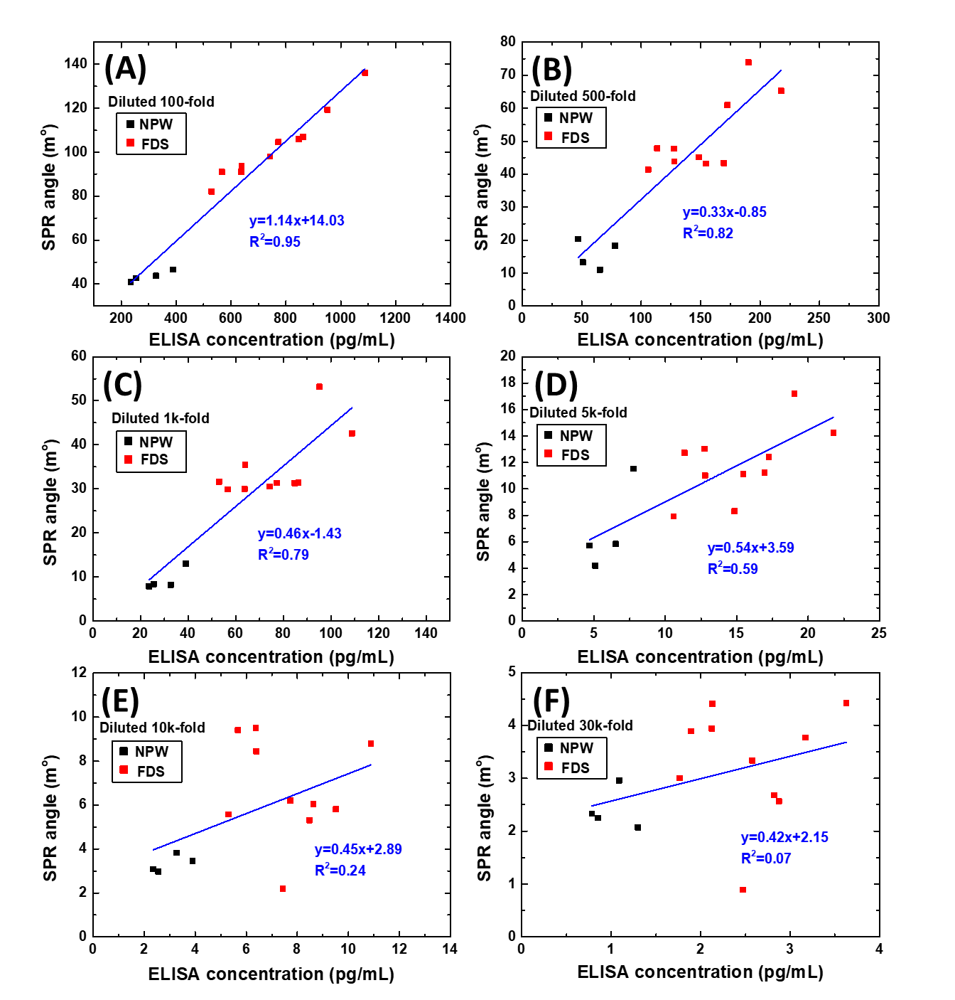 (A)
Diluted 100-fold
NPW
FDS
y=1.14x+14.03
R²=0.95
SPR angle (m°)
140
120
100
80
60
40
200 400 600 800 1000 1200 1400
ELISA concentration (pg/mL)
(B)
Diluted 500-fold
NPW
FDS
y=0.33x-0.85
R²=0.82
SPR angle (m°)
80
70
60
50
40
30
20
10
0
0 50 100 150 200 250 300
ELISA concentration (pg/mL)
(C)
Diluted 1k-fold
NPW
FDS
y=0.46x-1.43
R²=0.79
SPR angle (m°)
60
50
40
30
20
10
0
0 20 40 60 80 100 120 140
ELISA concentration (pg/mL)
(D)
Diluted 5k-fold
NPW
FDS
y=0.54x+3.59
R²=0.59
SPR angle (m°)
20
18
16
14
12
10
8
6
4
2
0
0 5 10 15 20 25
ELISA concentration (pg/mL)
(E)
Diluted 10k-fold
NPW
FDS
y=0.45x+2.89
R²=0.24
SPR angle (m°)
12
10
8
6
4
2
0
0 2 4 6 8 10 12 14
ELISA concentration (pg/mL)
(F)
Diluted 30k-fold
NPW
FDS
y=0.42x+2.15
R²=0.07
SPR angle (m°)
5
4
3
2
1
0
0 1 2 3 4
ELISA concentration (pg/mL)